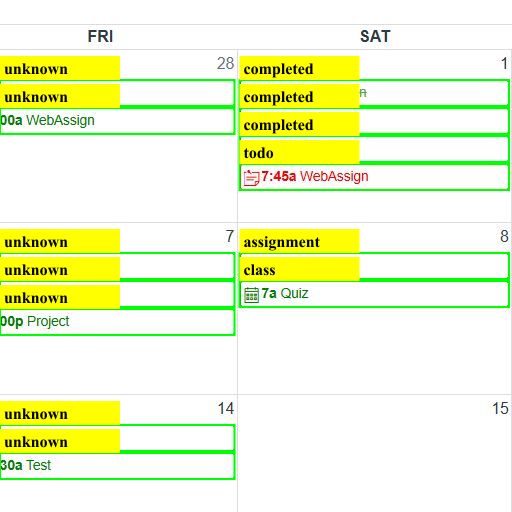 FRI SAT
unknown 28
unknown
00a WebAssign
completed 1
completed n
completed
todo
7:45a WebAssign
unknown 7
unknown
unknown
00p Project
assignment 8
class
7a Quiz
unknown 14
unknown
30a Test
15